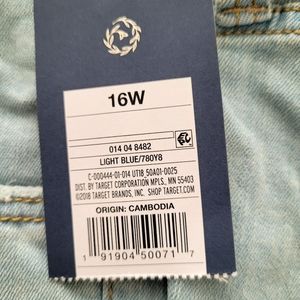 16W
014 04 8482
LIGHT BLUE/780Y8
C-000444-01-014 UT18_50A01-0025
DIST. BY TARGET CORPORATION MPLS., MN 55403
©2018 TARGET BRANDS, INC. SHOP TARGET.COM
ORIGIN: CAMBODIA
1 91904 50071 7